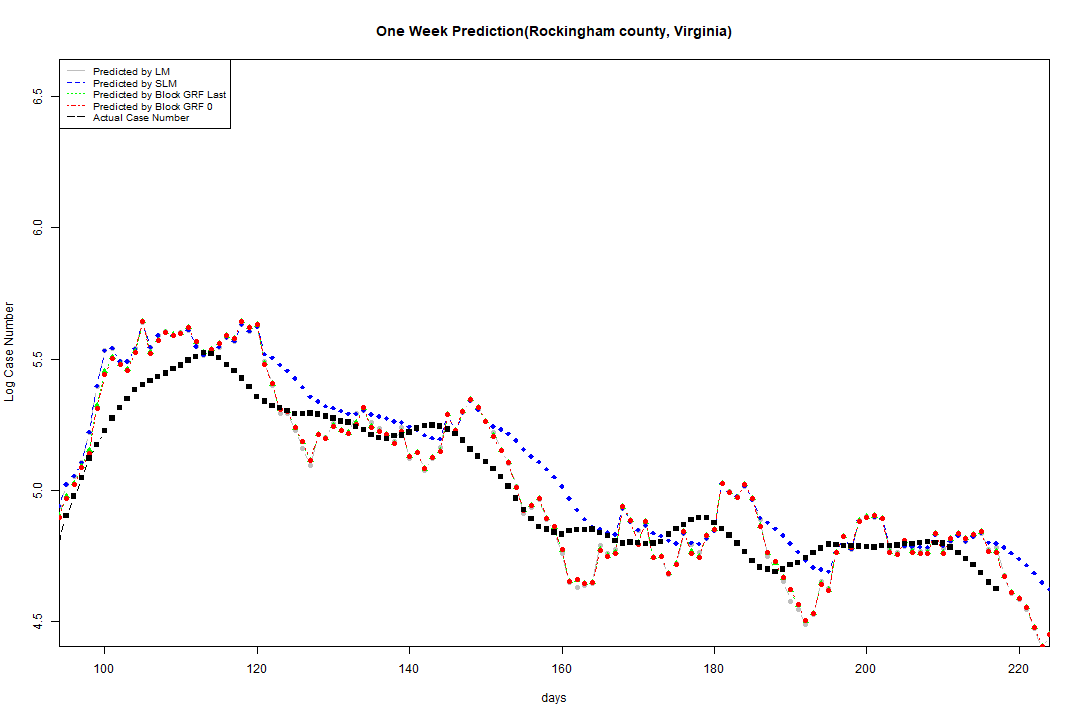 One Week Prediction(Rockingham county, Virginia)
Predicted by LM
Predicted by SLM
Predicted by Block GRF Last
Predicted by Block GRF 0
Actual Case Number
6.5
6.0
5.5
5.0
4.5
Log Case Number
100 120 140 160 180 200 220
days